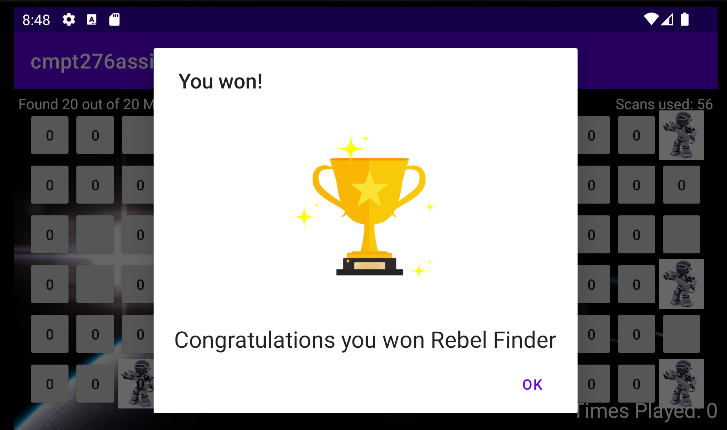 8:48
cmpt276assi
Found 20 out of 20 M
Scans used: 56
You won!
0 0 0 0
0 0 0 0 0
0 0 0 0
0 0 0 0 0
0 0 0 0 0
0 0 0 0 0
Congratulations you won Rebel Finder
OK
Times Played: 0